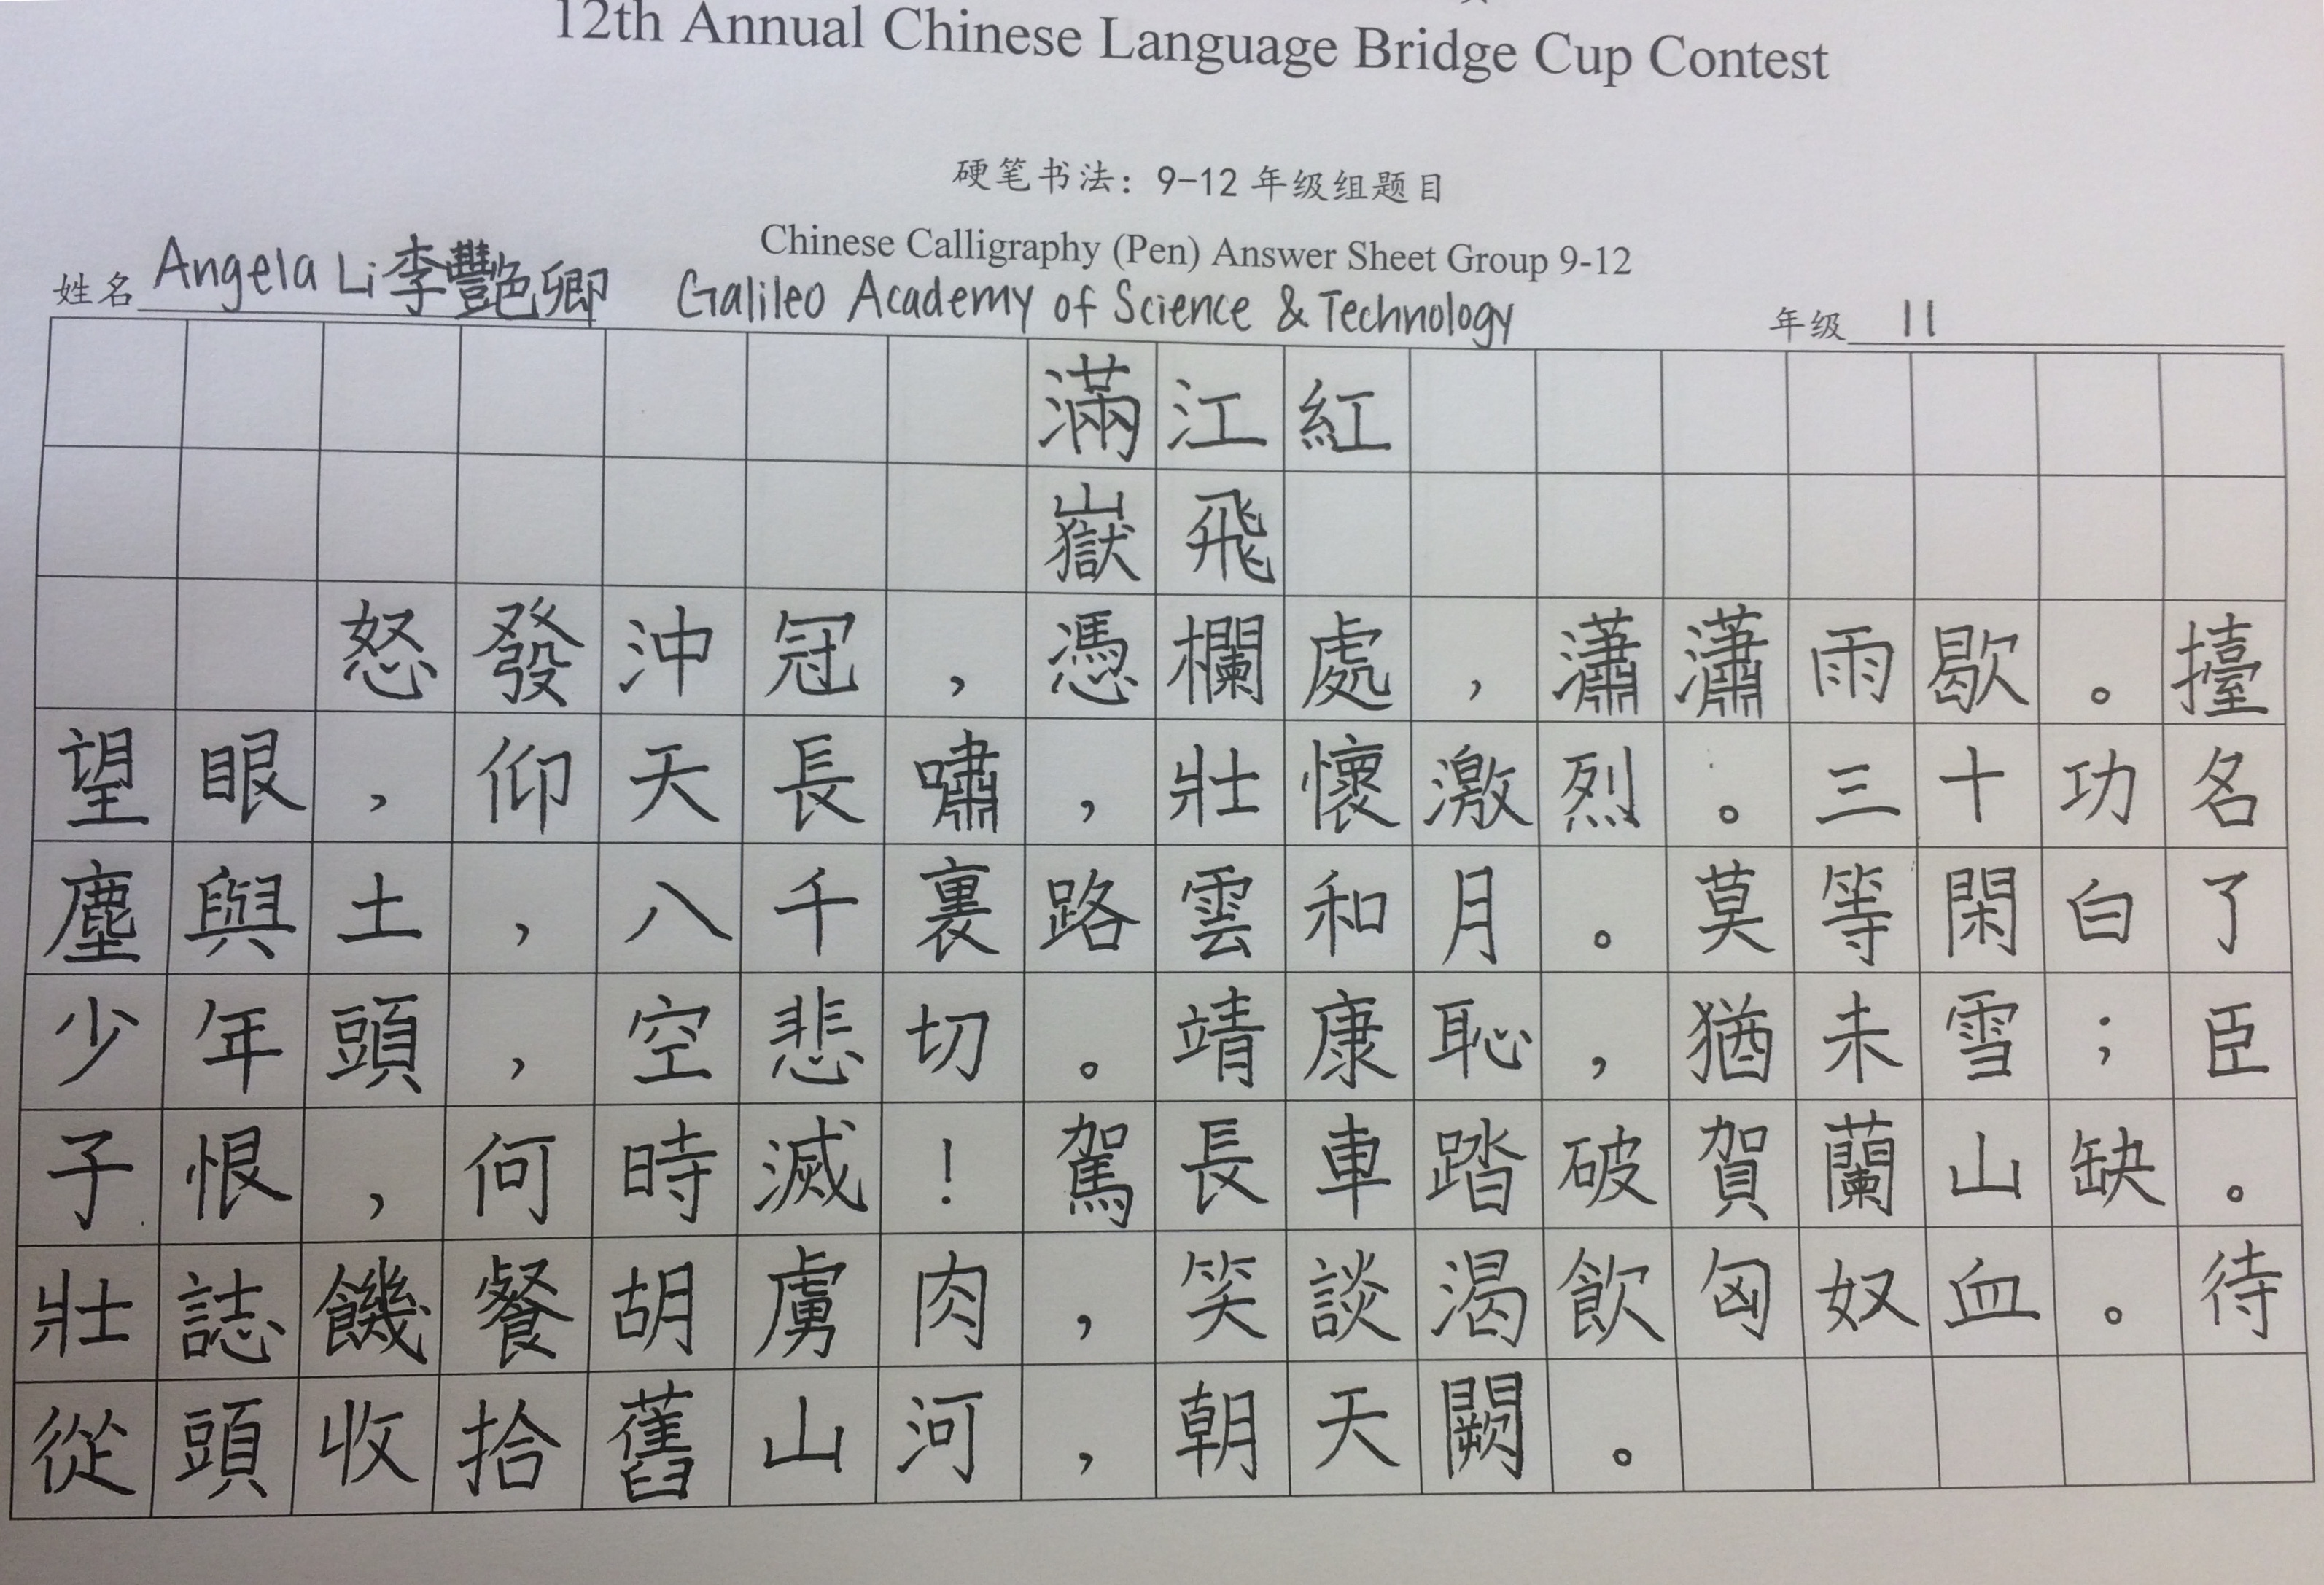 12th Annual Chinese Language Bridge Cup Contest
硬笔书法：9-12 年级组题目
Chinese Calligraphy (Pen) Answer Sheet Group 9-12
姓名 Angela Li 李豔卿 Galileo Academy of Science & Technology 年级 11
滿江紅
嶽飛
怒發沖冠，憑欄處，瀟瀟雨歇。擡
望眼，仰天長嘯，壯懷激烈。三十功名
塵與土，八千裏路雲和月。莫等閑白了
少年頭，空悲切。靖康恥，猶未雪；臣
子恨，何時滅！駕長車踏破賀蘭山缺。
壯誌饑餐胡虜肉，笑談渴飲匈奴血。待
從頭收拾舊山河，朝天闕。